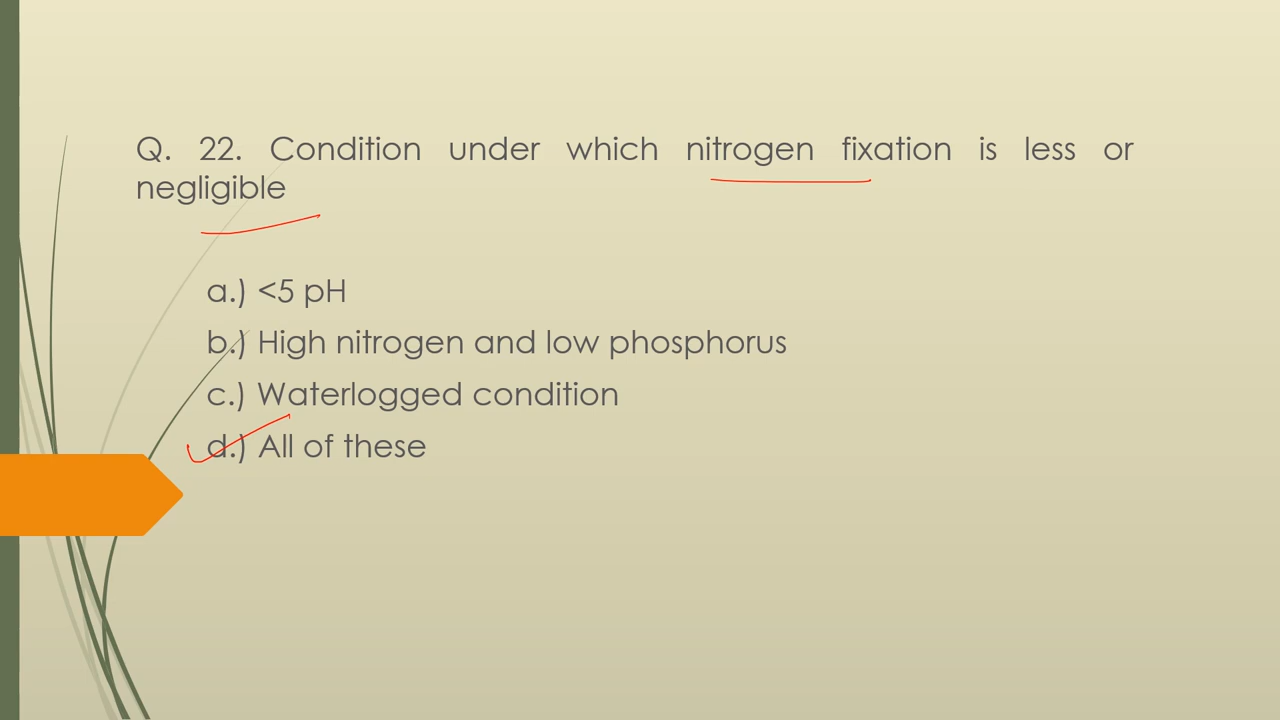 Q. 22. Condition under which nitrogen fixation is less or
negligible
a.) <5 pH
b.) High nitrogen and low phosphorus
c.) Waterlogged condition
d.) All of these